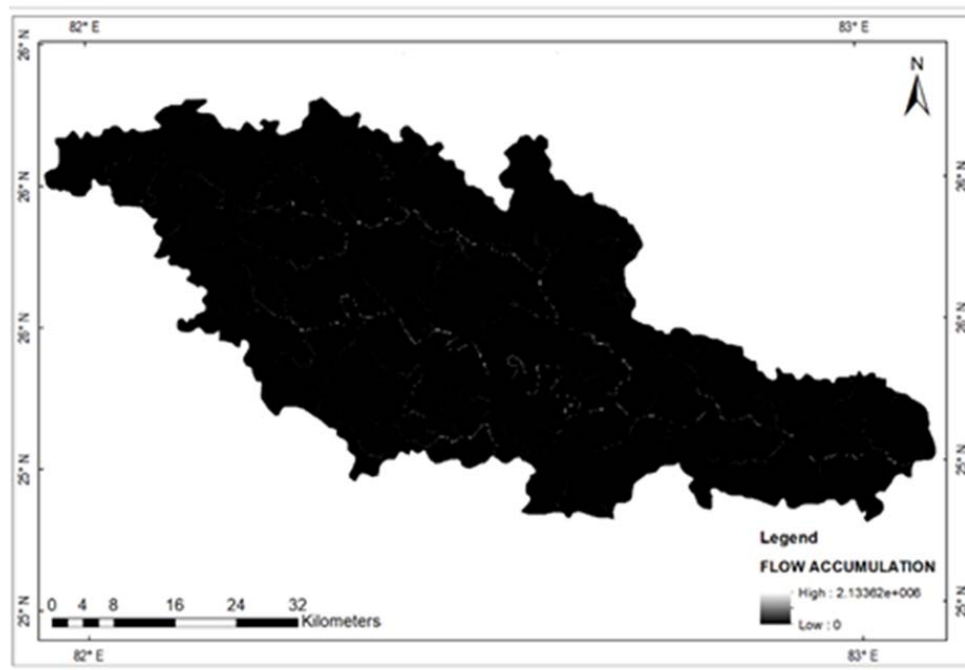 82° E 83° E
26° N
N
26° N 26° N
26° N 26° N
25° N 25° N
Legend
FLOW ACCUMULATION
High : 2.13362e+006
Low : 0
0 4 8 16 24 32
Kilometers
25° N 25° N
82° E 83° E